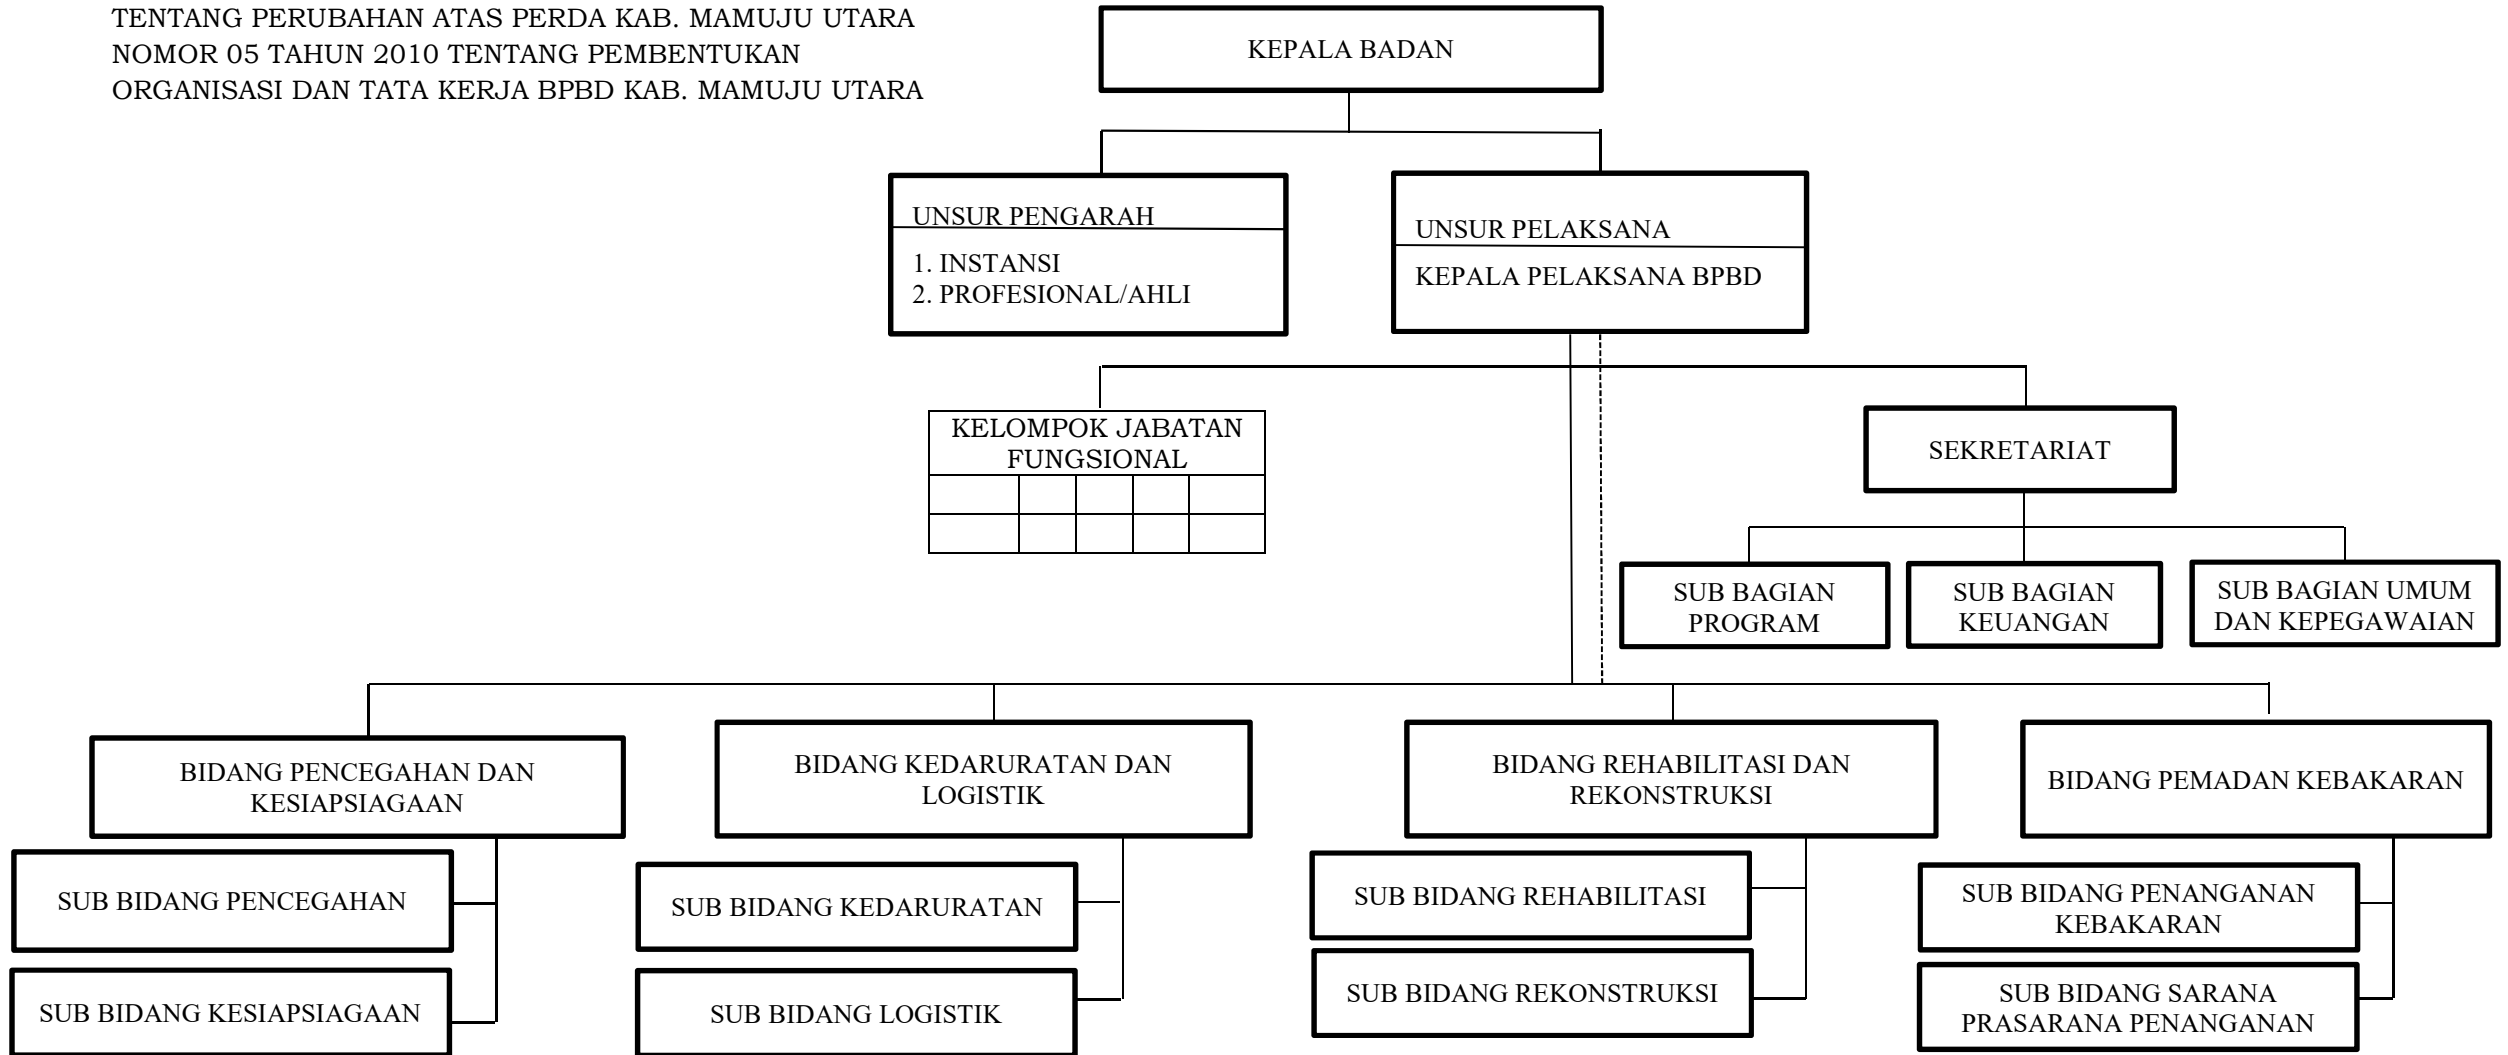 TENTANG PERUBAHAN ATAS PERDA KAB. MAMUJU UTARA
NOMOR 05 TAHUN 2010 TENTANG PEMBENTUKAN
ORGANISASI DAN TATA KERJA BPBD KAB. MAMUJU UTARA
KEPALA BADAN
UNSUR PENGARAH
1. INSTANSI
2. PROFESIONAL/AHLI
UNSUR PELAKSANA
KEPALA PELAKSANA BPBD
KELOMPOK JABATAN
FUNGSIONAL
SEKRETARIAT
SUB BAGIAN
PROGRAM
SUB BAGIAN
KEUANGAN
SUB BAGIAN UMUM
DAN KEPEGAWAIAN
BIDANG PENCEGAHAN DAN
KESIAPSIAGAAN
BIDANG KEDARURATAN DAN
LOGISTIK
BIDANG REHABILITASI DAN
REKONSTRUKSI
BIDANG PEMADAN KEBAKARAN
SUB BIDANG PENCEGAHAN
SUB BIDANG KESIAPSIAGAAN
SUB BIDANG KEDARURATAN
SUB BIDANG LOGISTIK
SUB BIDANG REHABILITASI
SUB BIDANG REKONSTRUKSI
SUB BIDANG PENANGANAN
KEBAKARAN
SUB BIDANG SARANA
PRASARANA PENANGANAN